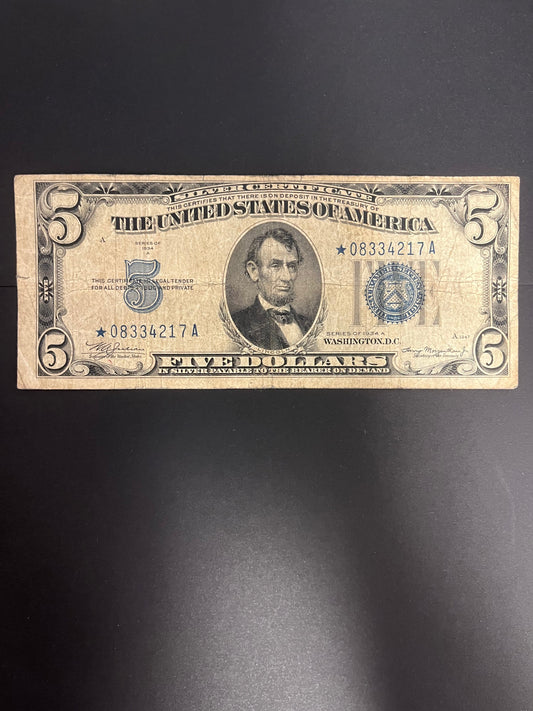 SILVER CERTIFICATE
THIS CERTIFIES THAT THERE IS ON DEPOSIT IN THE TREASURY OF
5 THE UNITED STATES OF AMERICA 5
A
SERIES OF
1934
A
★08334217A
THIS CERTIFICATE IS LEGAL TENDER
FOR ALL DEBTS PUBLIC AND PRIVATE
5
FIVE
★08334217A
SERIES OF 1934 A
WASHINGTON, D.C.
5 FIVE DOLLARS 5
IN SILVER PAYABLE TO THE BEARER ON DEMAND